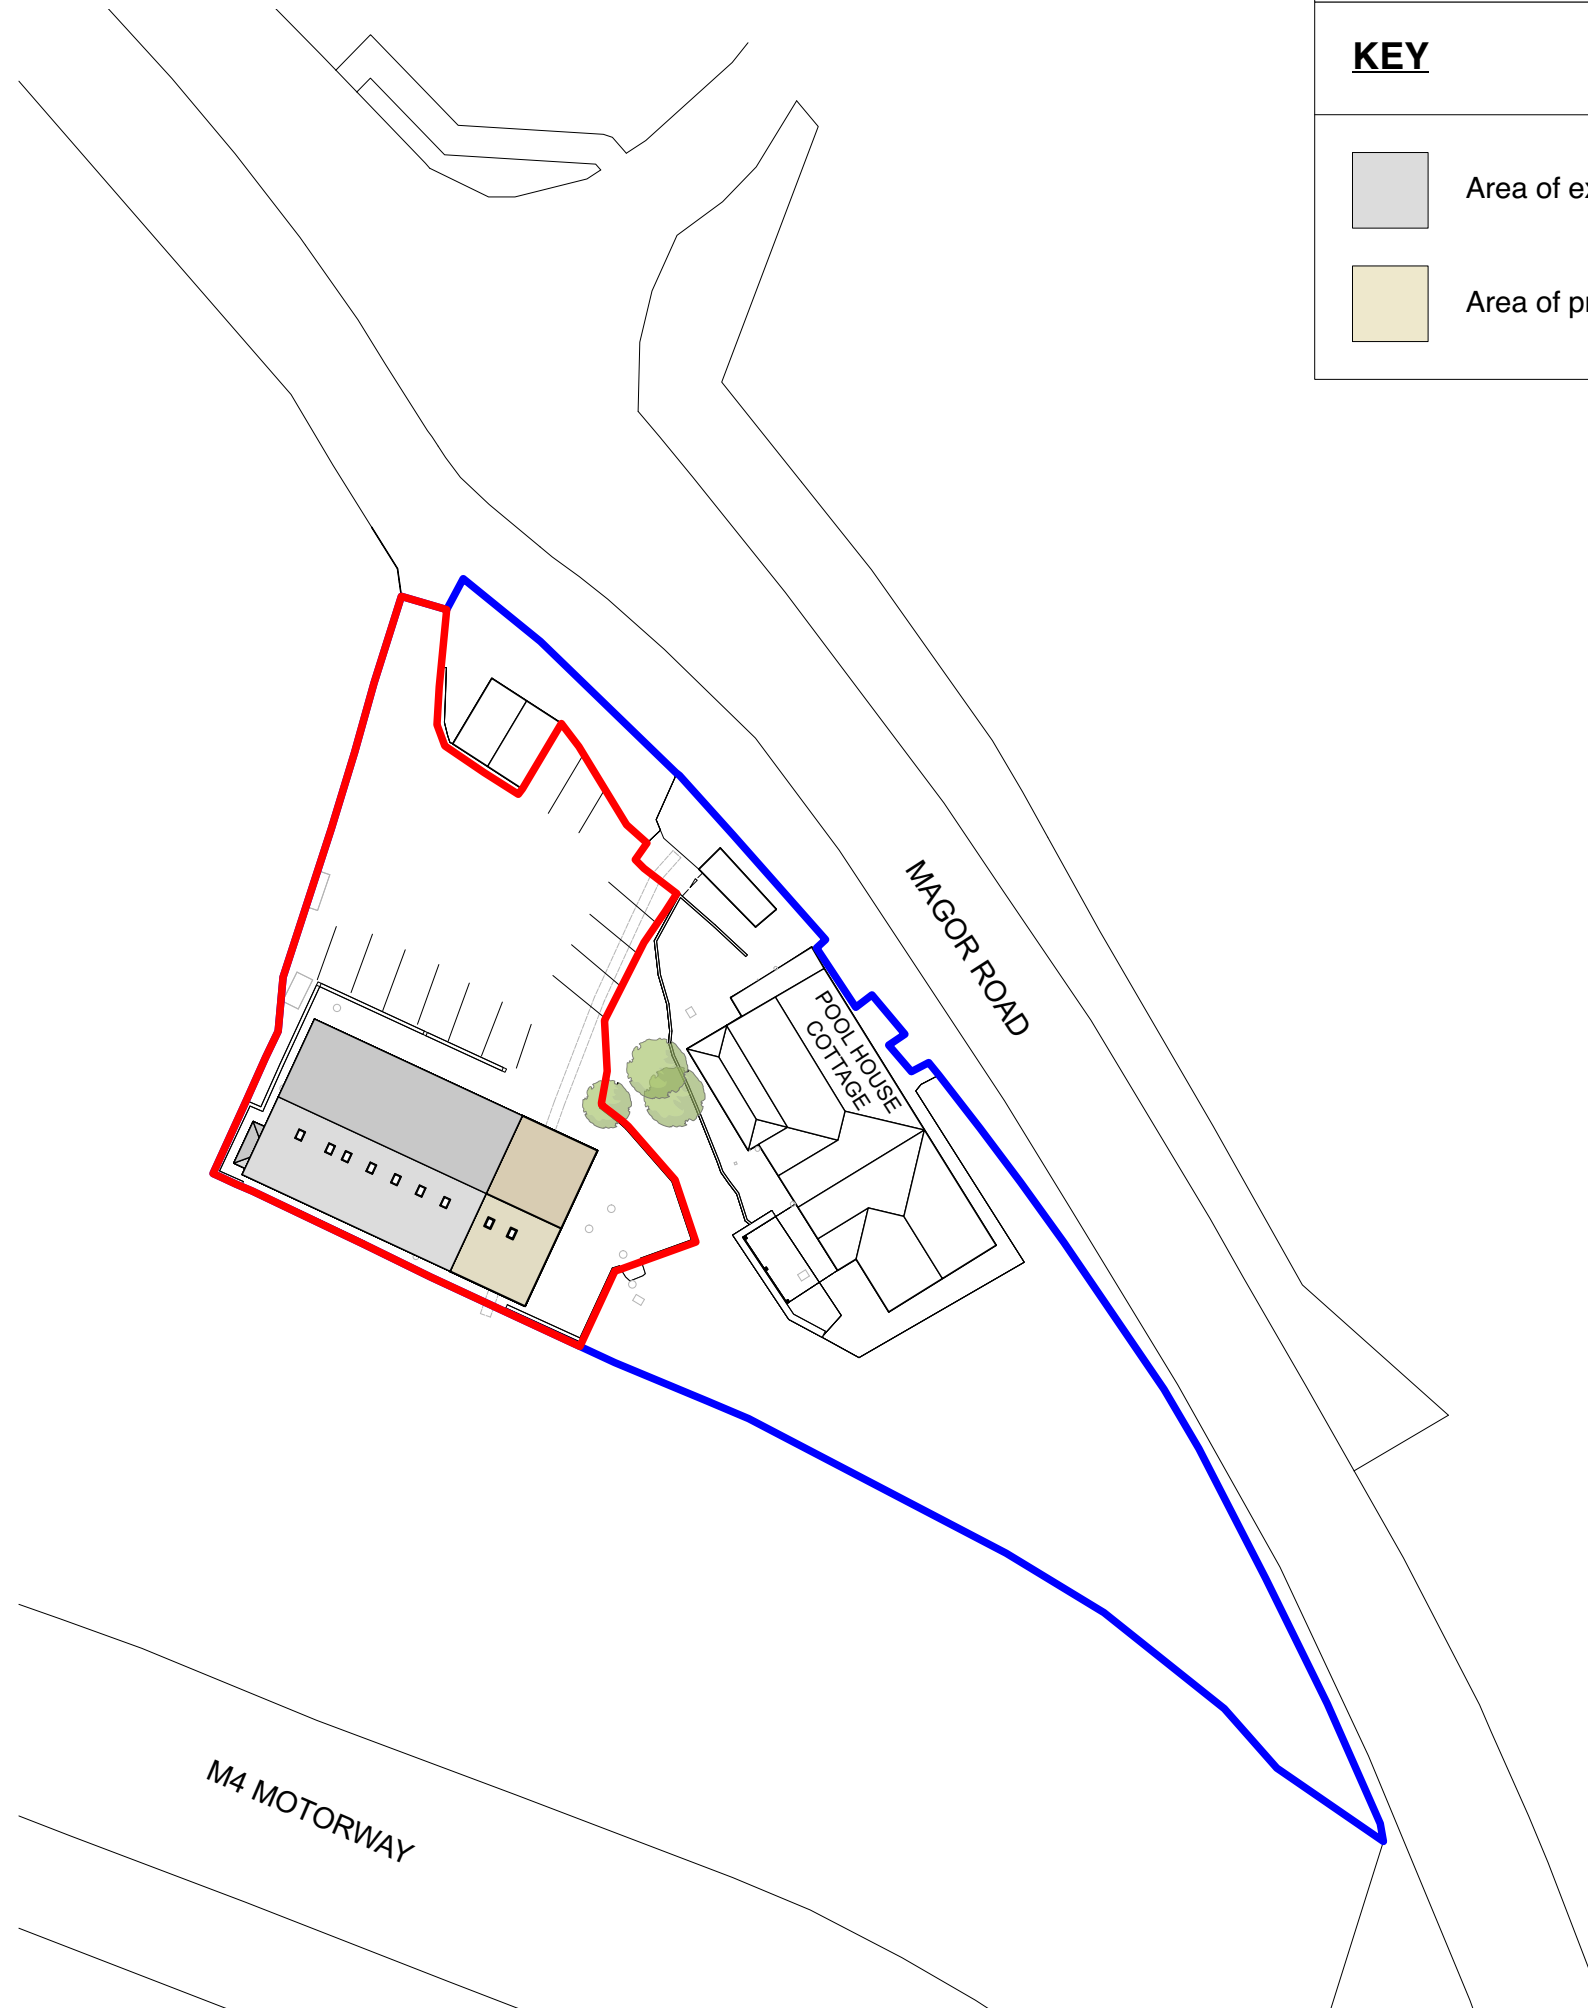 KEY
Area of ex
Area of pr
MAGOR ROAD
POOL HOUSE
COTTAGE
M4 MOTORWAY